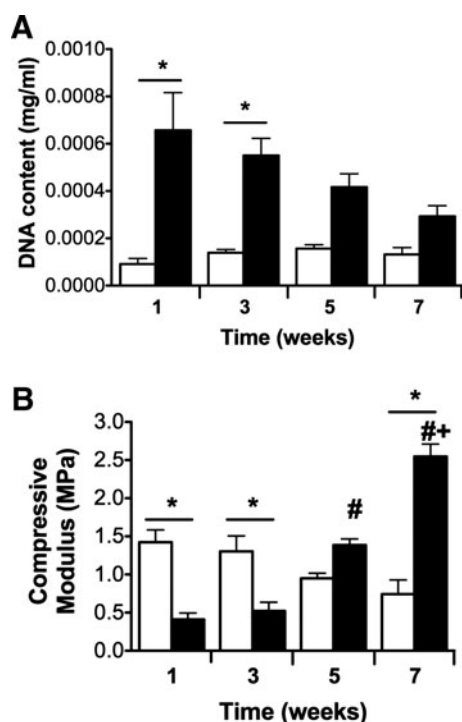 A
DNA content (mg/ml)
0.0010
0.0008
0.0006
0.0004
0.0002
0.0000
*
*
1 3 5 7
Time (weeks)
B
Compressive
Modulus (MPa)
3.0
2.5
2.0
1.5
1.0
0.5
0.0
*
*
#
*
#+
1 3 5 7
Time (weeks)